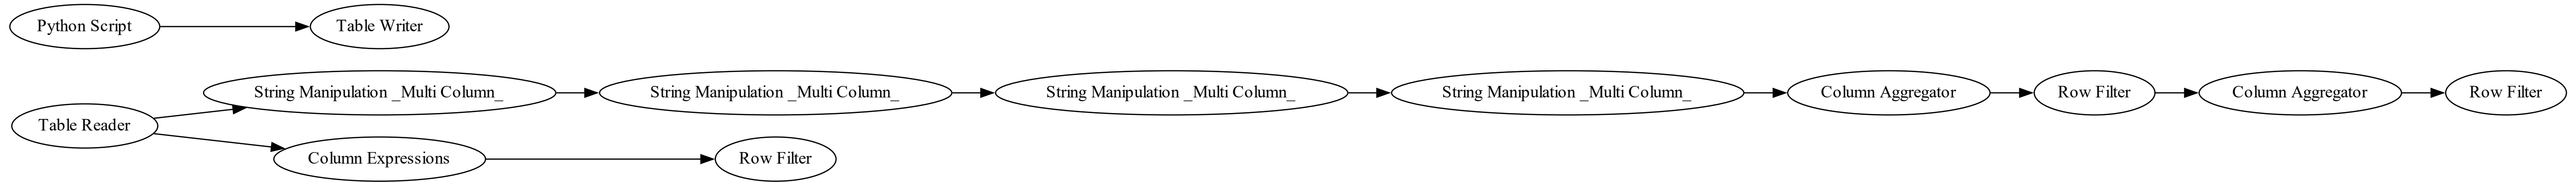 Python Script
Table Writer
Table Reader
String Manipulation _Multi Column_
String Manipulation _Multi Column_
String Manipulation _Multi Column_
String Manipulation _Multi Column_
Column Aggregator
Row Filter
Column Aggregator
Row Filter
Column Expressions
Row Filter